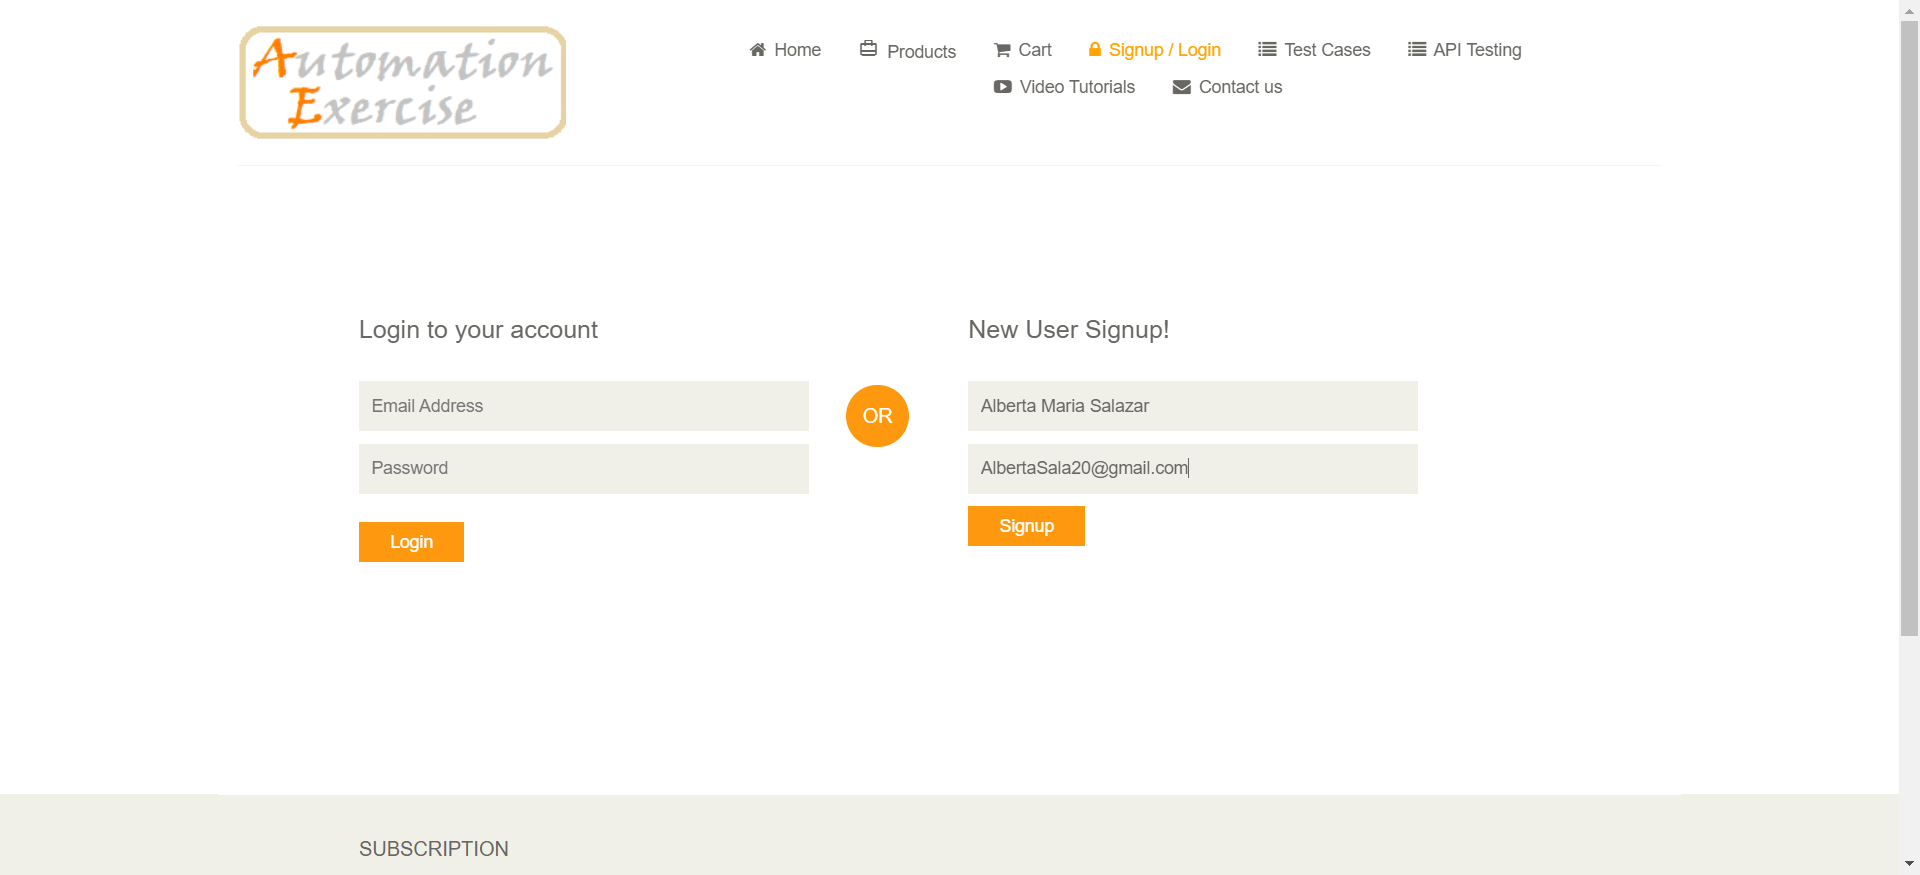 Automation
Exercise
Home Products Cart Signup / Login Test Cases API Testing
Video Tutorials Contact us
Login to your account
Email Address
Password
Login
OR
New User Signup!
Alberta Maria Salazar
AlbertaSala20@gmail.com
Signup
SUBSCRIPTION